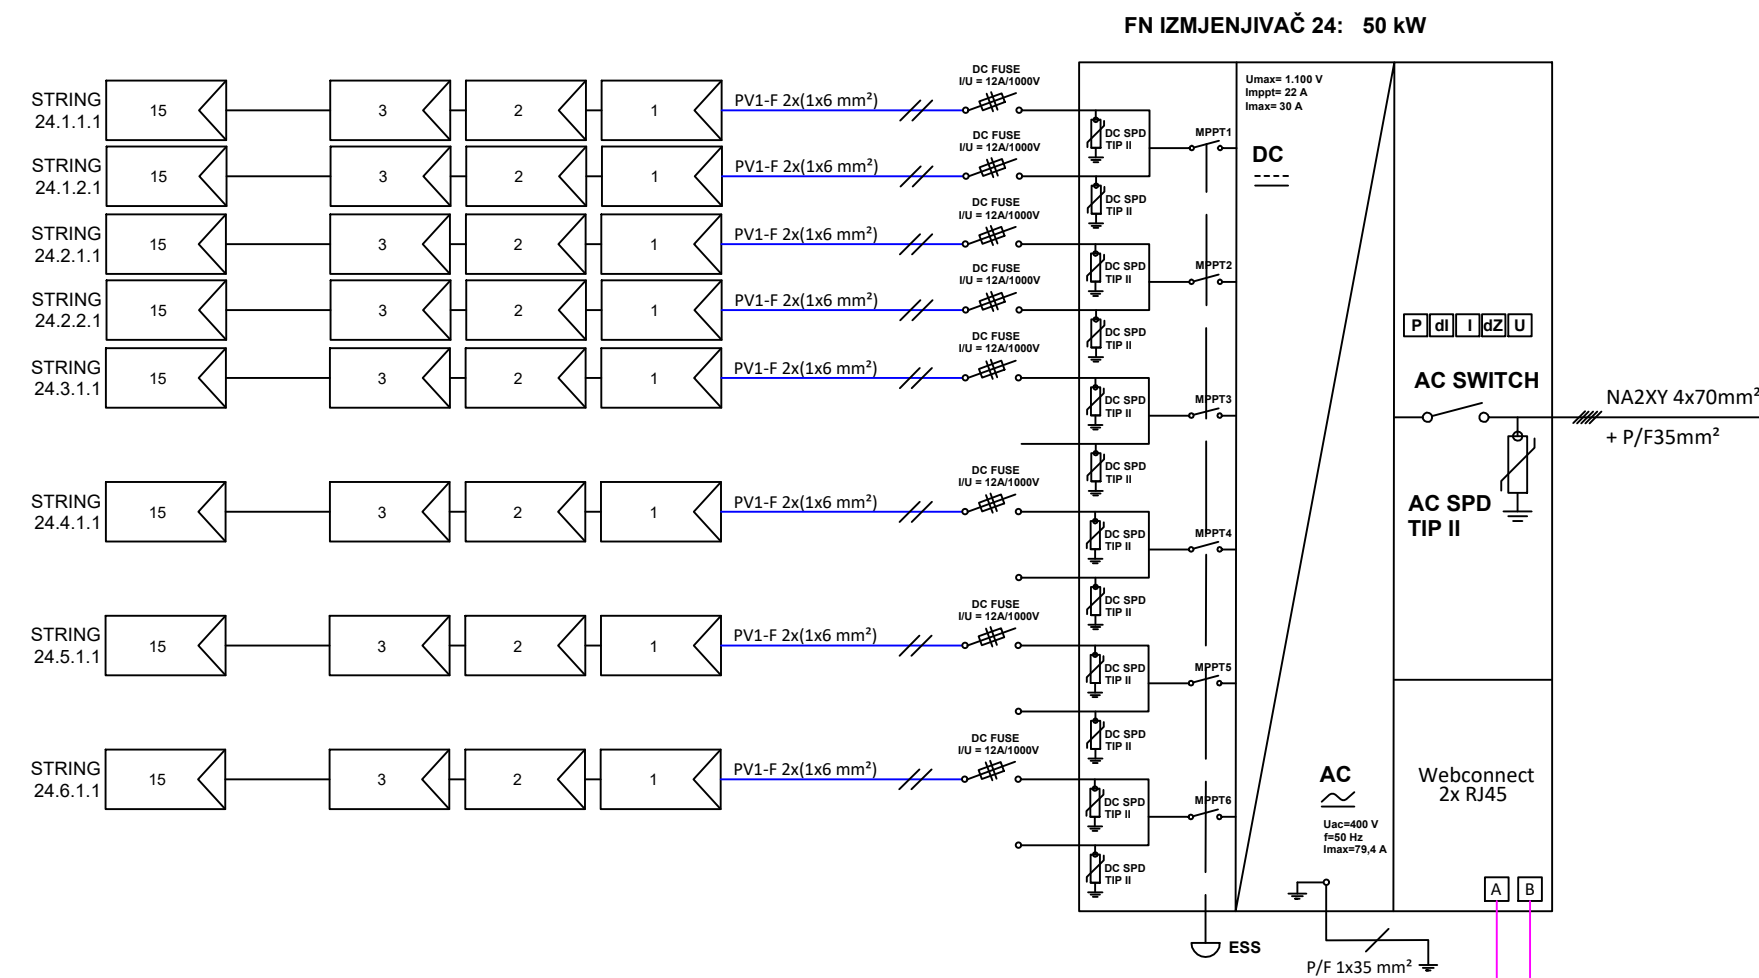 FN IZMJENJIVAČ 24: 50 kW
STRING
24.1.1.1
15
3
2
1
PV1-F 2x(1x6 mm²)
DC FUSE
I/U = 12A/1000V
DC SPD
TIP II
MPPT1
STRING
24.1.2.1
15
3
2
1
PV1-F 2x(1x6 mm²)
DC FUSE
I/U = 12A/1000V
DC SPD
TIP II
STRING
24.2.1.1
15
3
2
1
PV1-F 2x(1x6 mm²)
DC FUSE
I/U = 12A/1000V
DC SPD
TIP II
MPPT2
STRING
24.2.2.1
15
3
2
1
PV1-F 2x(1x6 mm²)
DC FUSE
I/U = 12A/1000V
DC SPD
TIP II
STRING
24.3.1.1
15
3
2
1
PV1-F 2x(1x6 mm²)
DC FUSE
I/U = 12A/1000V
DC SPD
TIP II
MPPT3
DC SPD
TIP II
STRING
24.4.1.1
15
3
2
1
PV1-F 2x(1x6 mm²)
DC FUSE
I/U = 12A/1000V
DC SPD
TIP II
MPPT4
DC SPD
TIP II
STRING
24.5.1.1
15
3
2
1
PV1-F 2x(1x6 mm²)
DC FUSE
I/U = 12A/1000V
DC SPD
TIP II
MPPT5
DC SPD
TIP II
STRING
24.6.1.1
15
3
2
1
PV1-F 2x(1x6 mm²)
DC FUSE
I/U = 12A/1000V
DC SPD
TIP II
MPPT6
DC SPD
TIP II
ESS
Umax= 1.100 V
Imppt= 22 A
Imax= 30 A
DC
AC
Uac=400 V
f=50 Hz
Imax=79,4 A
P/F 1x35 mm²
P dI I dZ U
AC SWITCH
AC SPD
TIP II
NA2XY 4x70mm²
+ P/F35mm²
Webconnect
2x RJ45
A B